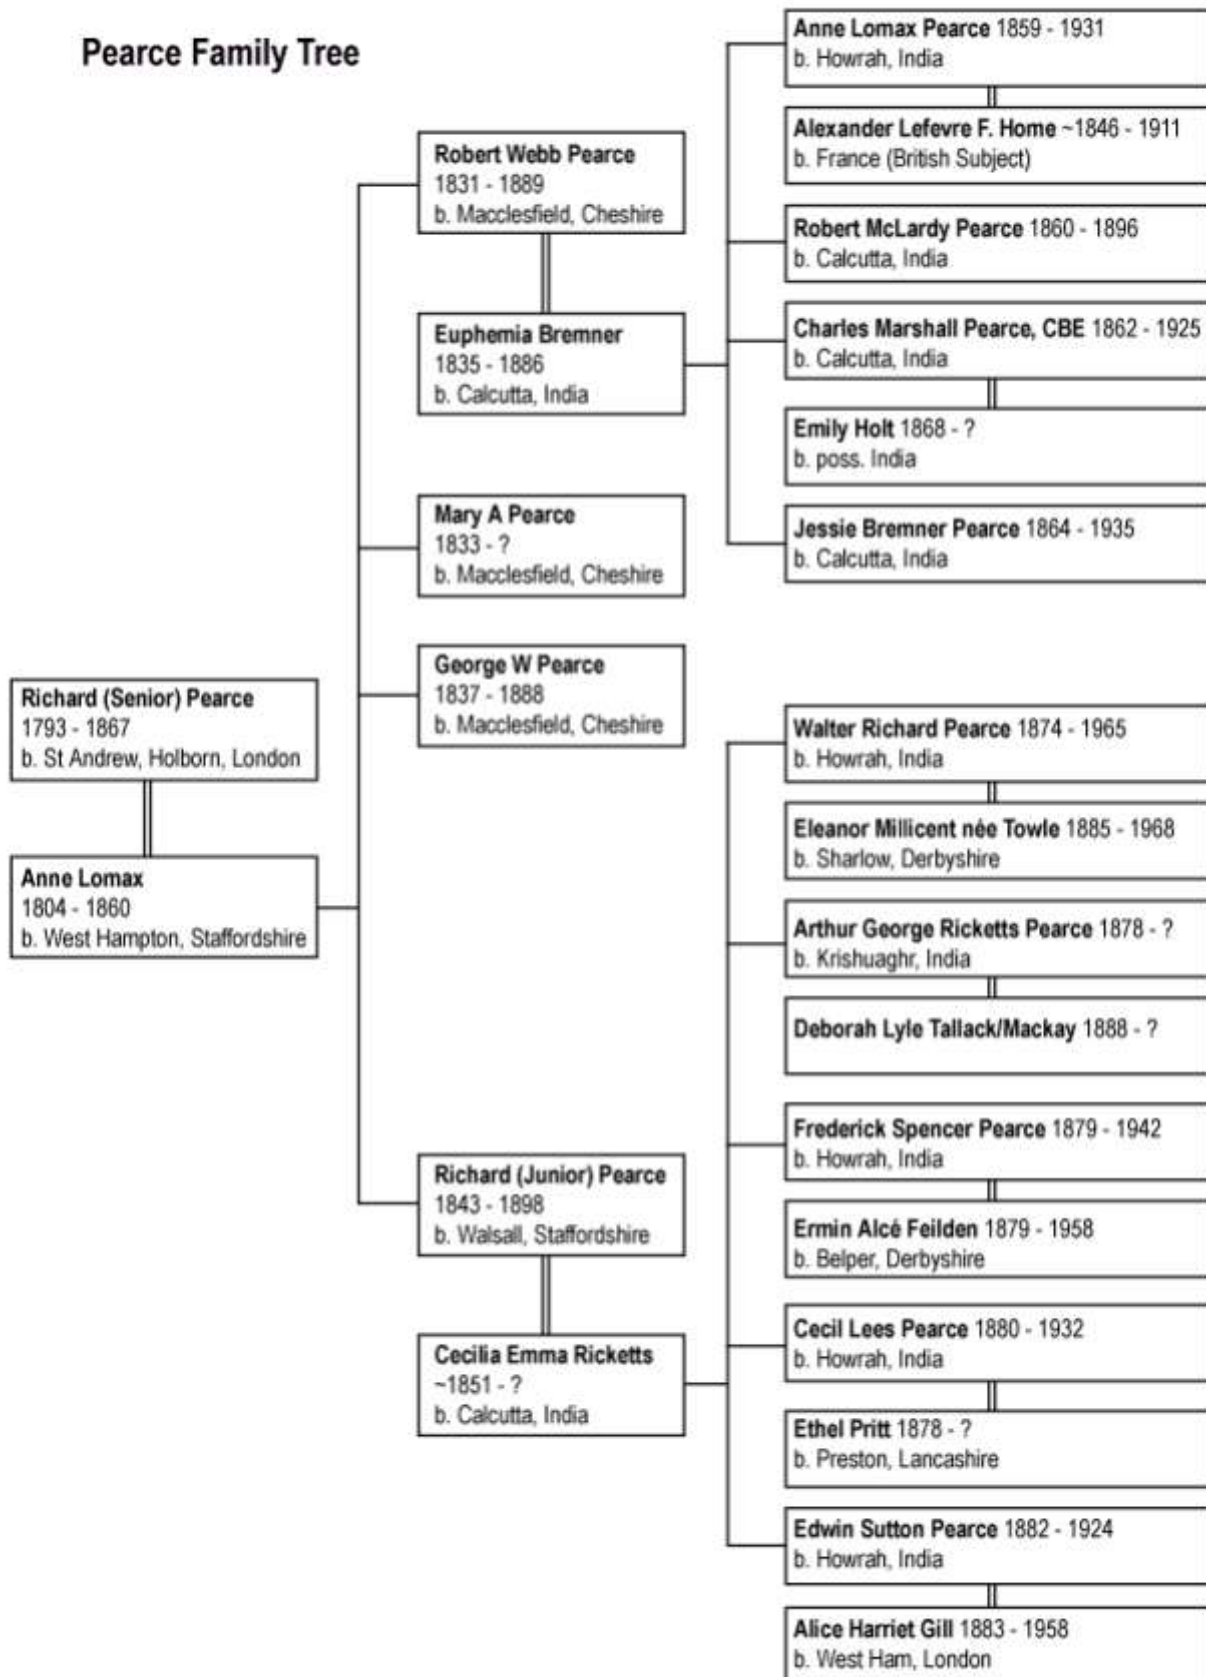 Pearce Family Tree
Anne Lomax Pearce 1859 - 1931
b. Howrah, India
Alexander Lefevre F. Home ~1846 - 1911
b. France (British Subject)
Robert Webb Pearce
1831 - 1889
b. Macclesfield, Cheshire
Robert McLardy Pearce 1860 - 1896
b. Calcutta, India
Euphemia Bremner
1835 - 1886
b. Calcutta, India
Charles Marshall Pearce, CBE 1862 - 1925
b. Calcutta, India
Emily Holt 1868 - ?
b. poss. India
Mary A Pearce
1833 - ?
b. Macclesfield, Cheshire
Jessie Bremner Pearce 1864 - 1935
b. Calcutta, India
George W Pearce
1837 - 1888
b. Macclesfield, Cheshire
Richard (Senior) Pearce
1793 - 1867
b. St Andrew, Holborn, London
Anne Lomax
1804 - 1860
b. West Hampton, Staffordshire
Walter Richard Pearce 1874 - 1965
b. Howrah, India
Eleanor Millicent née Towle 1885 - 1968
b. Sharlow, Derbyshire
Arthur George Ricketts Pearce 1878 - ?
b. Krishuaghr, India
Deborah Lyle Tallack/Mackay 1888 - ?
Richard (Junior) Pearce
1843 - 1898
b. Walsall, Staffordshire
Frederick Spencer Pearce 1879 - 1942
b. Howrah, India
Ermin Alcé Feilden 1879 - 1958
b. Belper, Derbyshire
Cecilia Emma Ricketts
~1851 - ?
b. Calcutta, India
Cecil Lees Pearce 1880 - 1932
b. Howrah, India
Ethel Pritt 1878 - ?
b. Preston, Lancashire
Edwin Sutton Pearce 1882 - 1924
b. Howrah, India
Alice Harriet Gill 1883 - 1958
b. West Ham, London